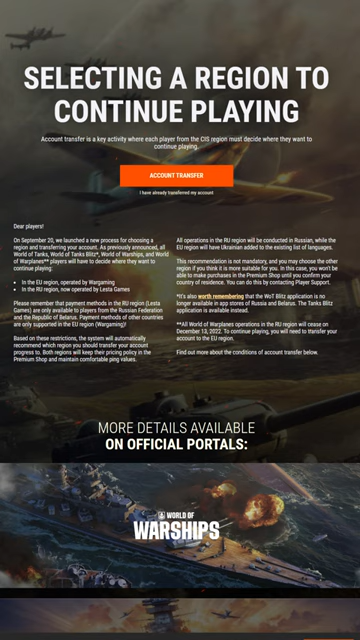 SELECTING A REGION TO
CONTINUE PLAYING
Account transfer is a key activity where each player from the CIS region must decide where they want to
continue playing.
ACCOUNT TRANSFER
I have already transferred my account
Dear players!
On September 20, we launched a new process for choosing a
region and transferring your account. As previously announced, all
World of Tanks, World of Tanks Blitz*, World of Warships, and World
of Warplanes** players will have to decide where they want to
continue playing:
• In the EU region, operated by Wargaming
• In the RU region, now operated by Lesta Games
Please remember that payment methods in the RU region (Lesta
Games) are only available to players from the Russian Federation
and the Republic of Belarus. Payment methods of other countries
are only supported in the EU region (Wargaming)!
Based on these restrictions, the system will automatically
recommend which region you should transfer your account
progress to. Both regions will keep their pricing policy in the
Premium Shop and maintain comfortable ping values.
All operations in the RU region will be conducted in Russian, while the
EU region will have Ukrainian added to the existing list of languages.
This recommendation is not mandatory, and you may choose the other
region if you think it is more suitable for you. In this case, you won't be
able to make purchases in the Premium Shop until you confirm your
country of residence. You can do this by contacting Player Support.
*It's also worth remembering that the WoT Blitz application is no
longer available in app stores of Russia and Belarus. The Tanks Blitz
application is available instead.
**All World of Warplanes operations in the RU region will cease on
December 13, 2022. To continue playing, you will need to transfer your
account to the EU region.
Find out more about the conditions of account transfer below.
MORE DETAILS AVAILABLE
ON OFFICIAL PORTALS:
WORLD OF
WARSHIPS